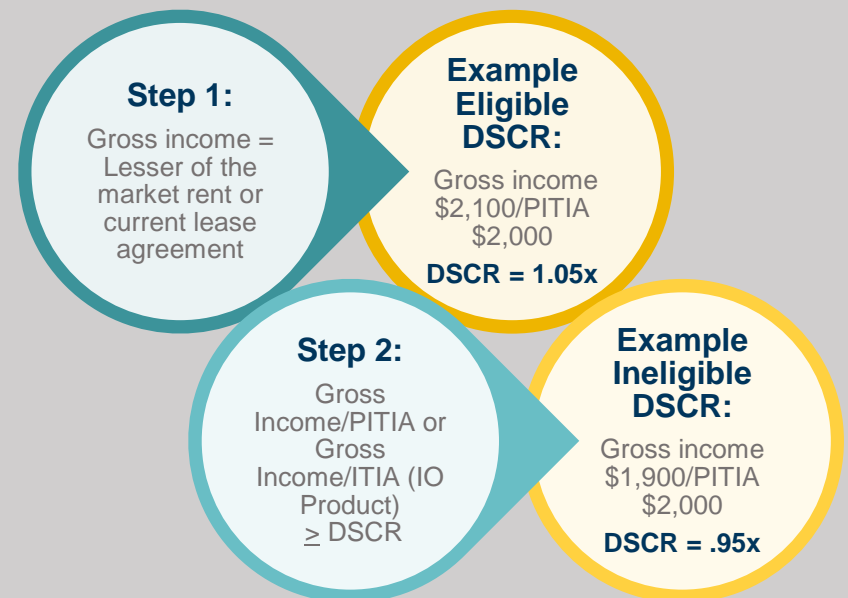 Step 1:
Gross income =
Lesser of the
market rent or
current lease
agreement
Example
Eligible
DSCR:
Gross income
$2,100/PITIA
$2,000
DSCR = 1.05x
Step 2:
Gross
Income/PITIA or
Gross
Income/ITIA (IO
Product)
≥ DSCR
Example
Ineligible
DSCR:
Gross income
$1,900/PITIA
$2,000
DSCR = .95x